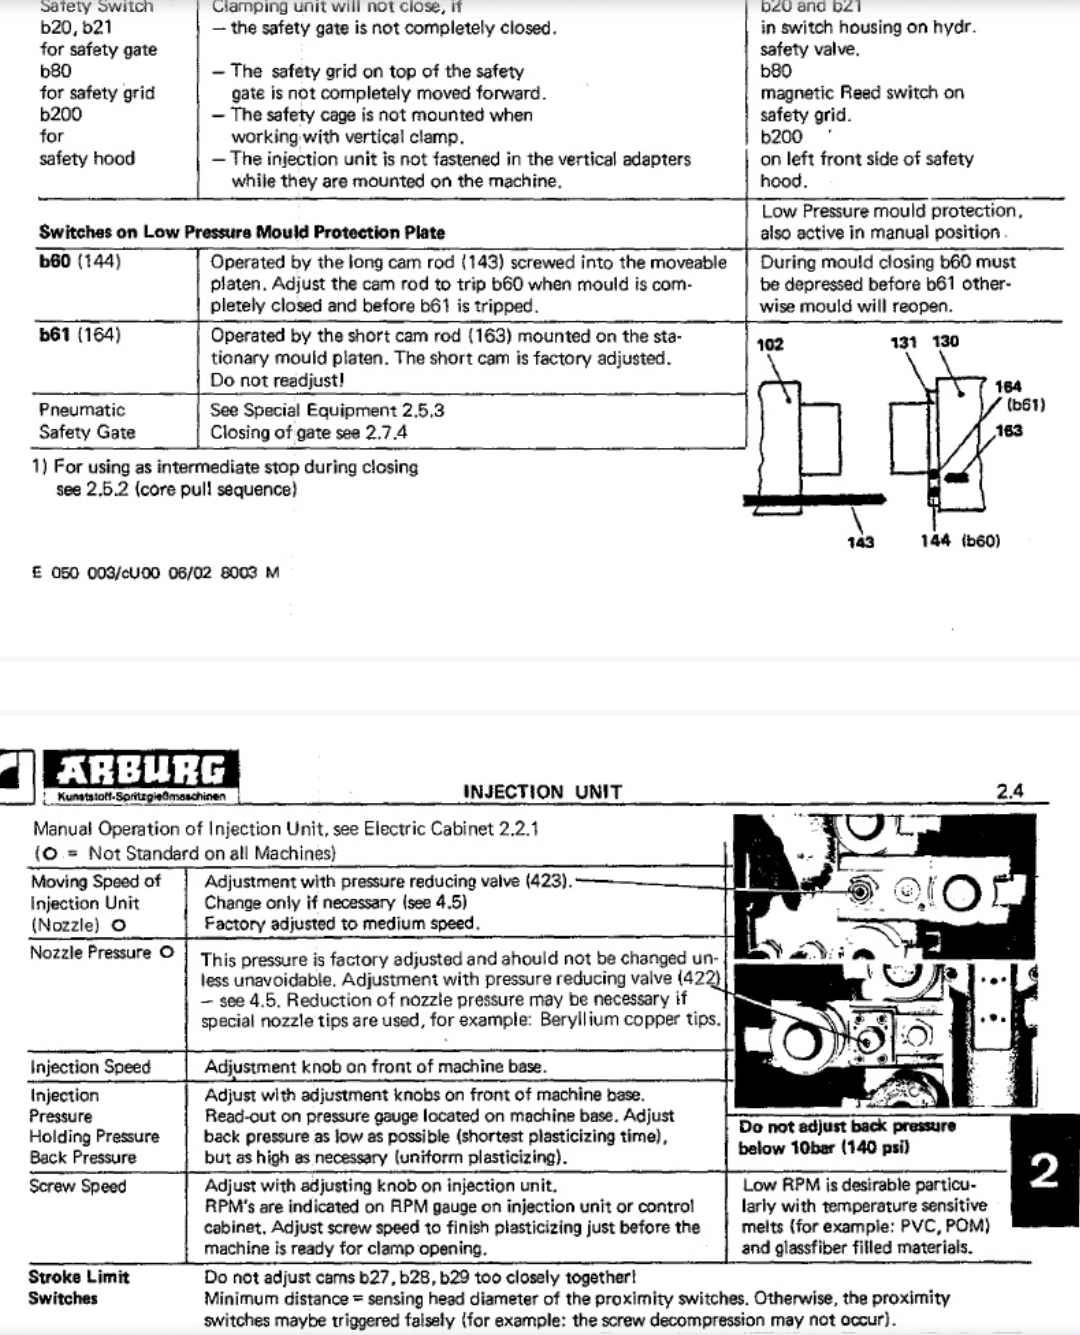 Safety Switch
b20, b21
for safety gate
b80
for safety grid
b200
for
safety hood
Clamping unit will not close, if
– the safety gate is not completely closed.
– The safety grid on top of the safety
gate is not completely moved forward.
– The safety cage is not mounted when
working with vertical clamp.
– The injection unit is not fastened in the vertical adapters
while they are mounted on the machine.
b20 and b21
in switch housing on hydr.
safety valve.
b80
magnetic Reed switch on
safety grid.
b200
on left front side of safety
hood.
Switches on Low Pressure Mould Protection Plate
Low Pressure mould protection,
also active in manual position.
b60 (144)
Operated by the long cam rod (143) screwed into the moveable
platen. Adjust the cam rod to trip b60 when mould is com-
pletely closed and before b61 is tripped.
During mould closing b60 must
be depressed before b61 other-
wise mould will reopen.
b61 (164)
Operated by the short cam rod (163) mounted on the sta-
tionary mould platen. The short cam is factory adjusted.
Do not readjust!
Pneumatic
Safety Gate
See Special Equipment 2.5.3
Closing of gate see 2.7.4
102
131 130
164
(b61)
163
143
144 (b60)
1) For using as intermediate stop during closing
see 2.5.2 (core pull sequence)
E 050 003/cU00 06/02 8003 M
ARBURG
Kunststoff-Spritzgießmaschinen
INJECTION UNIT
2.4
Manual Operation of Injection Unit, see Electric Cabinet 2.2.1
(O = Not Standard on all Machines)
Moving Speed of
Injection Unit
(Nozzle) O
Adjustment with pressure reducing valve (423).
Change only if necessary (see 4.5)
Factory adjusted to medium speed.
Nozzle Pressure O
This pressure is factory adjusted and ahould not be changed un-
less unavoidable. Adjustment with pressure reducing valve (422)
– see 4.5. Reduction of nozzle pressure may be necessary if
special nozzle tips are used, for example: Beryllium copper tips.
Injection Speed
Adjustment knob on front of machine base.
Injection
Pressure
Holding Pressure
Back Pressure
Adjust with adjustment knobs on front of machine base.
Read-out on pressure gauge located on machine base. Adjust
back pressure as low as possible (shortest plasticizing time),
but as high as necessary (uniform plasticizing).
Do not adjust back pressure
below 10bar (140 psi)
2
Screw Speed
Adjust with adjusting knob on injection unit.
RPM's are indicated on RPM gauge on injection unit or control
cabinet. Adjust screw speed to finish plasticizing just before the
machine is ready for clamp opening.
Low RPM is desirable particu-
larly with temperature sensitive
melts (for example: PVC, POM)
and glassfiber filled materials.
Stroke Limit
Switches
Do not adjust cams b27, b28, b29 too closely together!
Minimum distance = sensing head diameter of the proximity switches. Otherwise, the proximity
switches maybe triggered falsely (for example: the screw decompression may not occur).